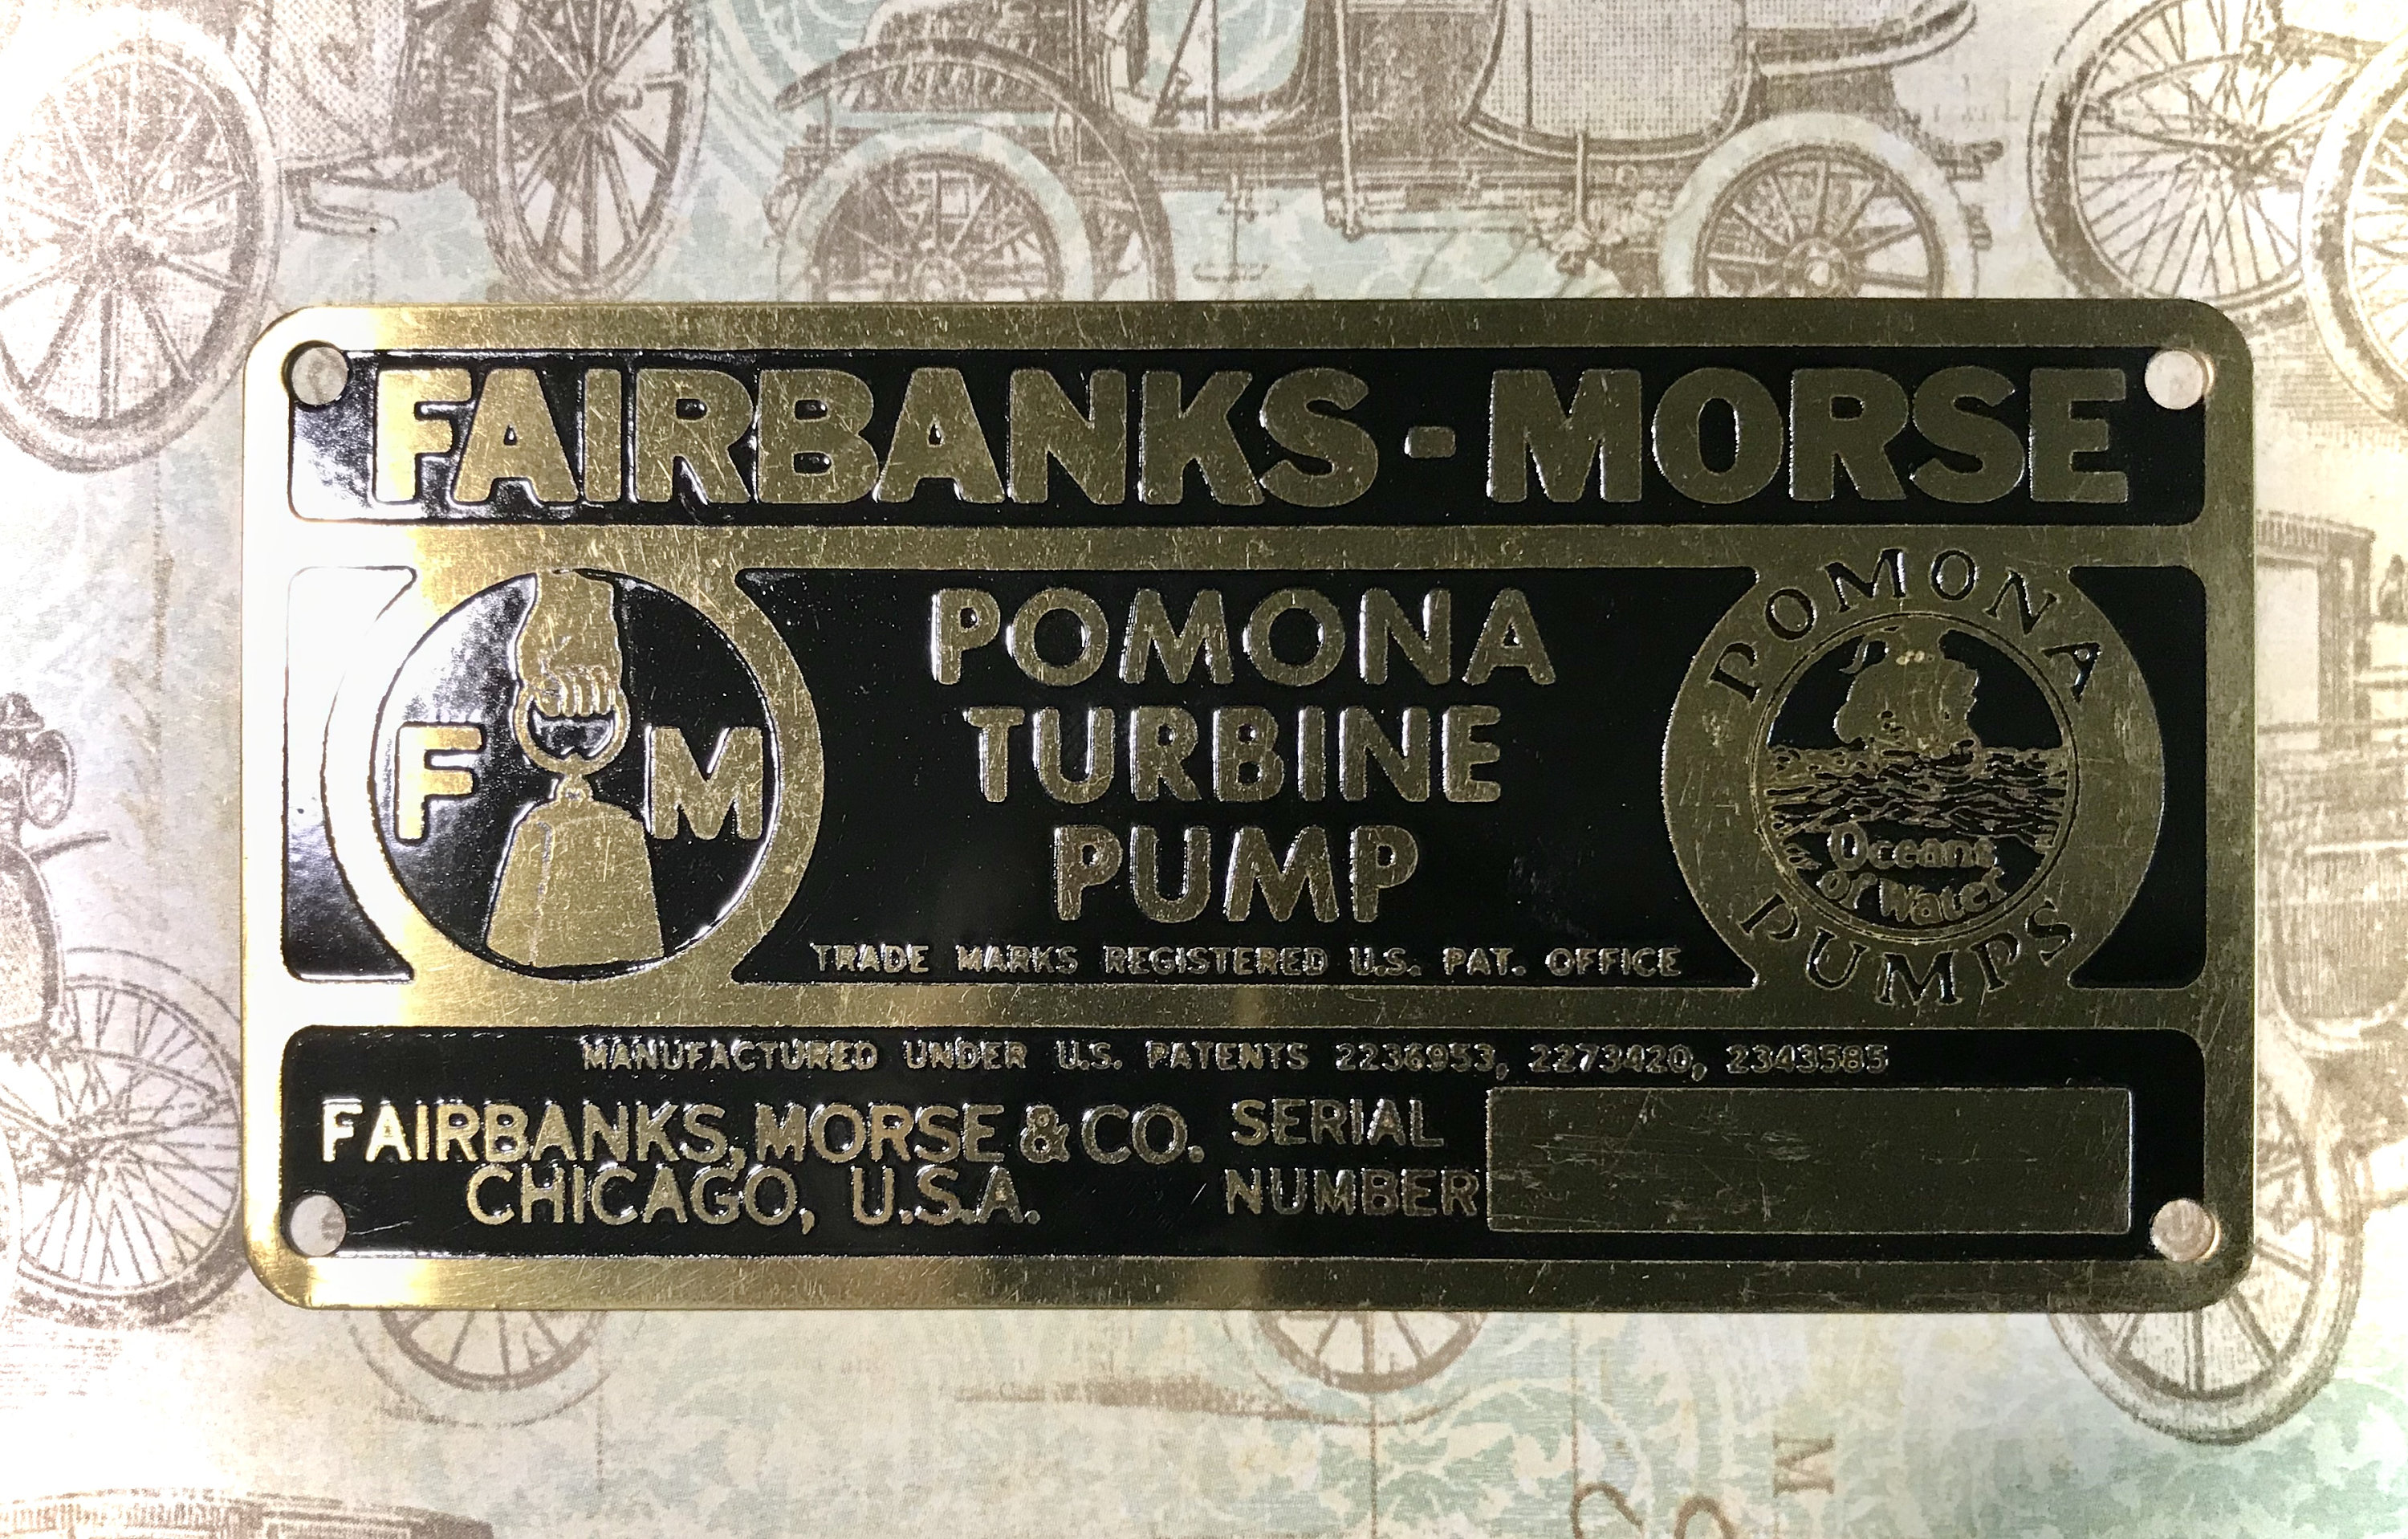 FAIRBANKS-MORSE
F M
POMONA
TURBINE
PUMP
TRADE MARKS REGISTERED U.S. PAT. OFFICE
POMONA
Oceans
of Water
PUMPS
MANUFACTURED UNDER U.S. PATENTS 2236953, 2273420, 2343585
FAIRBANKS, MORSE & CO.
CHICAGO, U.S.A.
SERIAL
NUMBER
M